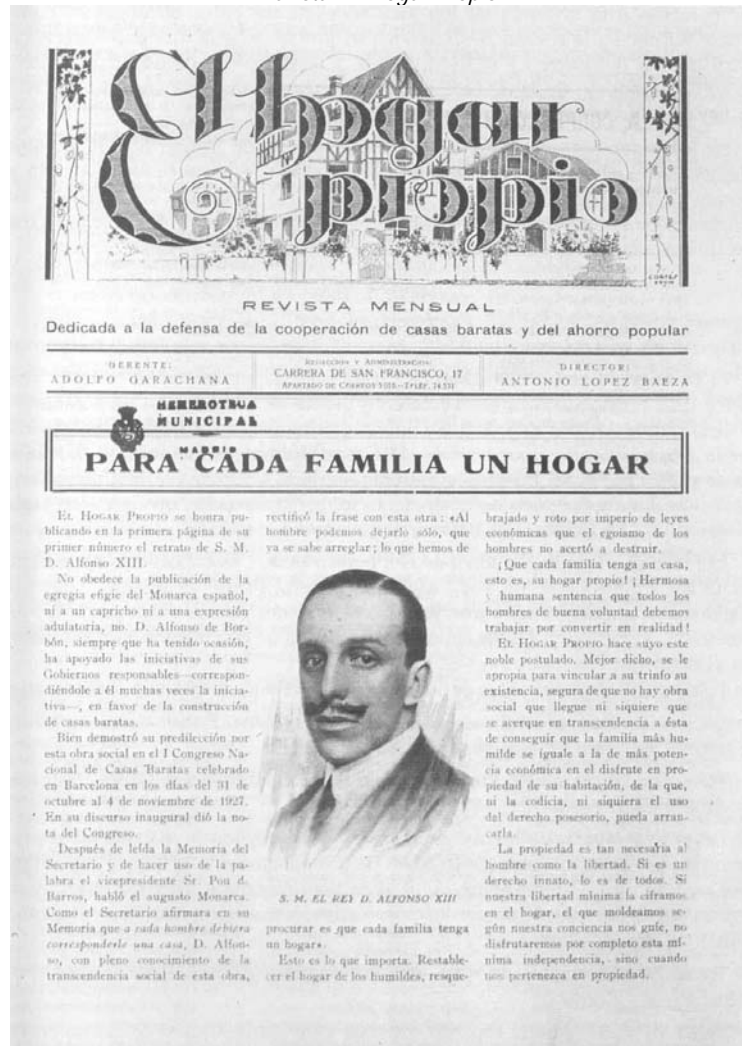 El hogar
propio
REVISTA MENSUAL
Dedicada a la defensa de la cooperación de casas baratas y del ahorro popular
GERENTE:
ADOLFO GARACHANA
REDACCIÓN Y ADMINISTRACIÓN:
CARRERA DE SAN FRANCISCO, 17
DIRECTOR:
ANTONIO LOPEZ BAEZA
HEMEROTECA
MUNICIPAL
MADRID
PARA CADA FAMILIA UN HOGAR
EL HOGAR PROPIO se honra pu-
blicando en la primera página de su
primer número el retrato de S. M.
D. Alfonso XIII.
No obedece la publicación de la
egregia efigie del Monarca español,
ni a un capricho ni a una expresión
adulatoria, no. D. Alfonso de Bor-
bón, siempre que ha tenido ocasión,
ha apoyado las iniciativas de sus
Gobiernos responsables—correspon-
diéndole a él muchas veces la inicia-
tiva—, en favor de la construcción
de casas baratas.
Bien demostró su predilección por
esta obra social en el I Congreso Na-
cional de Casas Baratas celebrado
en Barcelona en los días del 31 de
octubre al 4 de noviembre de 1927.
En su discurso inaugural dió la no-
ta del Congreso.
Después de leída la Memoria del
Secretario y de hacer uso de la pa-
labra el vicepresidente Sr. Pou d.
Barros, habló el augusto Monarca.
Como el Secretario afirmara en su
Memoria que a cada hombre debiera
corresponderle una casa, D. Alfon-
so, con pleno conocimiento de la
transcendencia social de esta obra,
rectificó la frase con esta otra: «Al
hombre podemos dejarlo sólo, que
ya se sabe arreglar; lo que hemos de
S. M. EL REY D. ALFONSO XIII
procurar es que cada familia tenga
un hogar».
Esto es lo que importa. Restable-
cer el hogar de los humildes, resque-
brajado y roto por imperio de leyes
económicas que el egoísmo de los
hombres no acertó a destruir.
¡Que cada familia tenga su casa,
esto es, su hogar propio! ¡Hermosa
y humana sentencia que todos los
hombres de buena voluntad debemos
trabajar por convertir en realidad!
EL HOGAR PROPIO hace suyo este
noble postulado. Mejor dicho, se le
apropia para vincular a su trinfo su
existencia, segura de que no hay obra
social que llegue ni siquiere que
se acerque en transcendencia a ésta
de conseguir que la familia más hu-
milde se iguale a la de más poten-
cia económica en el disfrute en pro-
piedad de su habitación, de la que,
ni la codicia, ni siquiera el uso
del derecho posesorio, pueda arran-
carla.
La propiedad es tan necesaria al
hombre como la libertad. Si es un
derecho innato, lo es de todos. Si
nuestra libertad mínima la ciframos
en el hogar, el que moldeamos se-
gún nuestra conciencia nos guíe, no
disfrutaremos por completo esta mí-
nima independencia, sino cuando
nos pertenezca en propiedad.